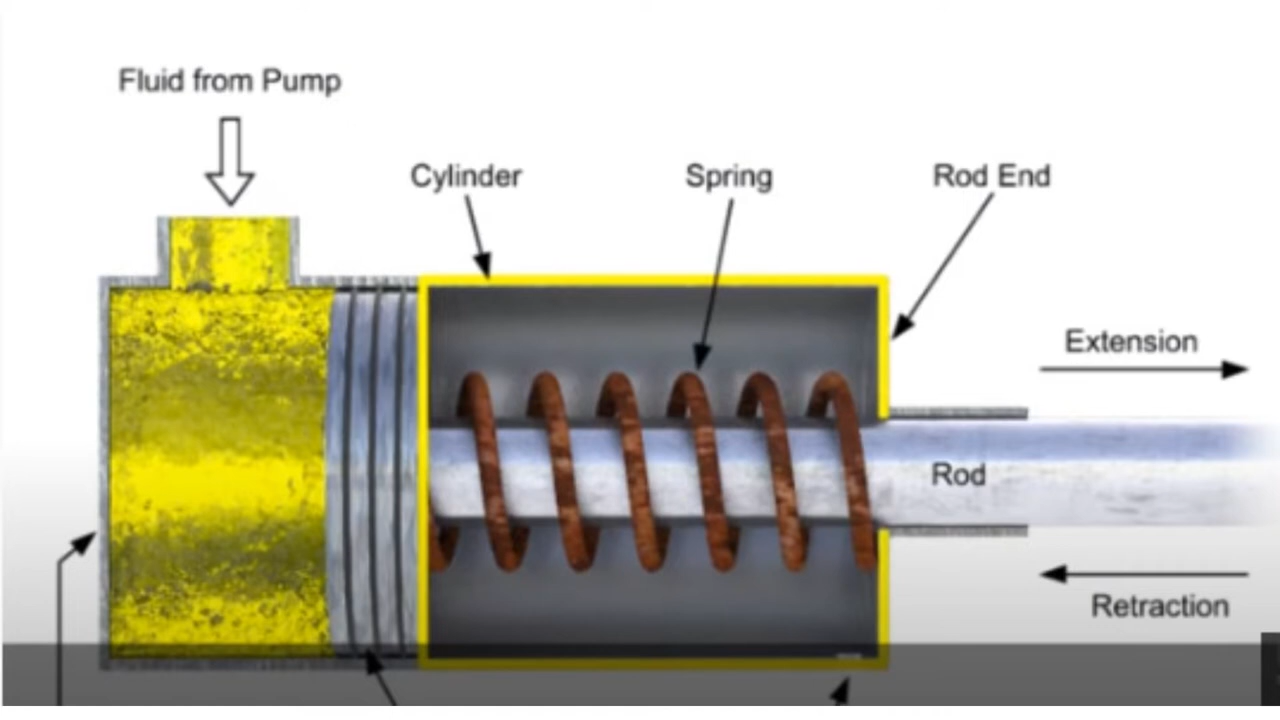 Fluid from Pump
Cylinder
Spring
Rod End
Extension
Rod
Retraction